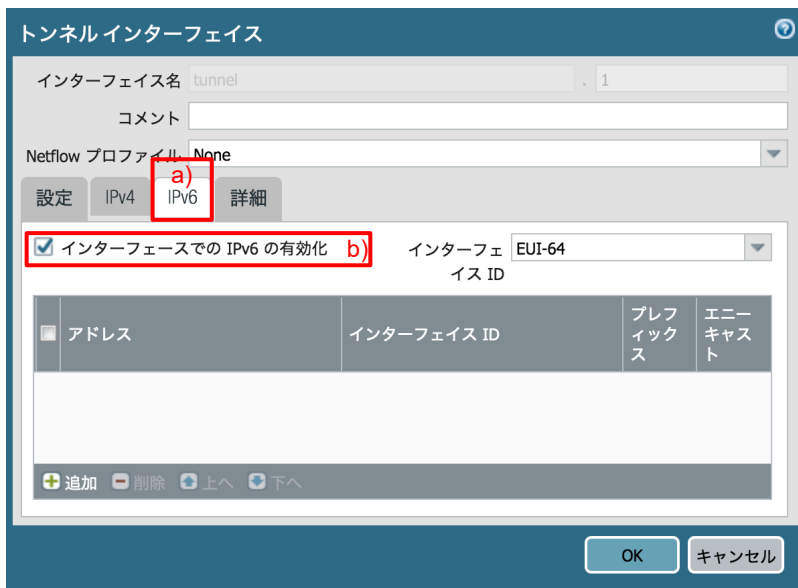 トンネルインターフェイス
インターフェイス名 tunnel . 1
コメント
Netflow プロファイル None
a)
設定 IPv4 IPv6 詳細
インターフェースでの IPv6 の有効化 b) インターフェ EUI-64
イス ID
アドレス インターフェイス ID プレフ エニー
ィック キャス
ス ト
追加 削除 上へ 下へ
OK キャンセル